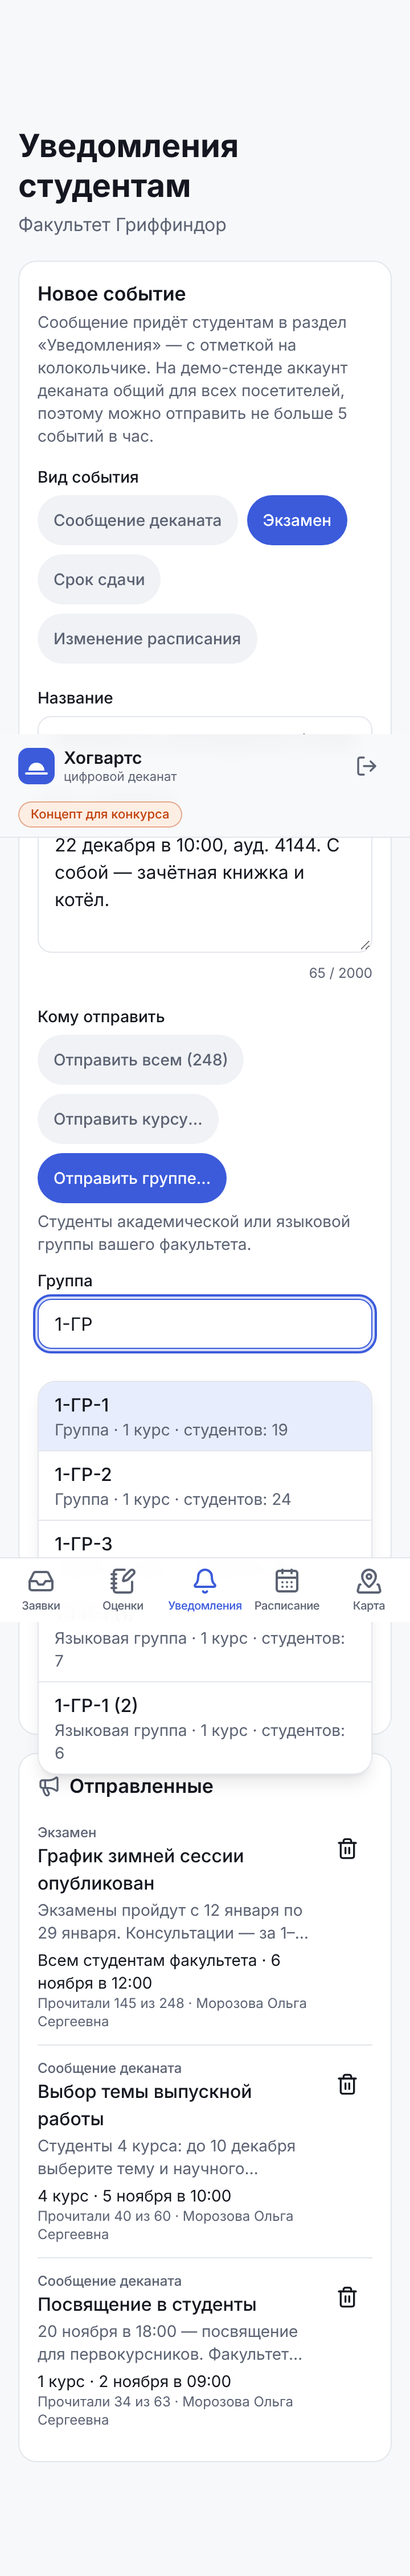 Уведомления
студентам
Факультет Гриффиндор
Новое событие
Сообщение придёт студентам в раздел
«Уведомления» — с отметкой на
колокольчике. На демо-стенде аккаунт
деканата общий для всех посетителей,
поэтому можно отправить не больше 5
событий в час.
Вид события
Сообщение деканата
Экзамен
Срок сдачи
Изменение расписания
Название
Хогвартс
цифровой деканат
Концепт для конкурса
22 декабря в 10:00, ауд. 4144. С
собой — зачётная книжка и
котёл.
65 / 2000
Кому отправить
Отправить всем (248)
Отправить курсу...
Отправить группе...
Студенты академической или языковой
группы вашего факультета.
Группа
1-ГР
1-ГР-1
Группа · 1 курс · студентов: 19
1-ГР-2
Группа · 1 курс · студентов: 24
1-ГР-3
Заявки
Оценки
Уведомления
Расписание
Карта
Языковая группа · 1 курс · студентов:
7
1-ГР-1 (2)
Языковая группа · 1 курс · студентов:
6
Отправленные
Экзамен
График зимней сессии
опубликован
Экзамены пройдут с 12 января по
29 января. Консультации — за 1–...
Всем студентам факультета · 6
ноября в 12:00
Прочитали 145 из 248 · Морозова Ольга
Сергеевна
Сообщение деканата
Выбор темы выпускной
работы
Студенты 4 курса: до 10 декабря
выберите тему и научного...
4 курс · 5 ноября в 10:00
Прочитали 40 из 60 · Морозова Ольга
Сергеевна
Сообщение деканата
Посвящение в студенты
20 ноября в 18:00 — посвящение
для первокурсников. Факультет...
1 курс · 2 ноября в 09:00
Прочитали 34 из 63 · Морозова Ольга
Сергеевна